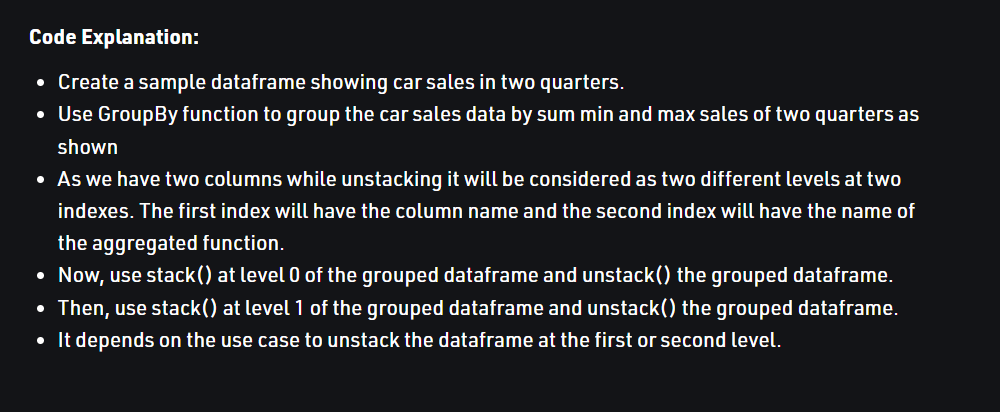 Code Explanation:
• Create a sample dataframe showing car sales in two quarters.
• Use GroupBy function to group the car sales data by sum min and max sales of two quarters as
shown
• As we have two columns while unstacking it will be considered as two different levels at two
indexes. The first index will have the column name and the second index will have the name of
the aggregated function.
• Now, use stack() at level 0 of the grouped dataframe and unstack() the grouped dataframe.
• Then, use stack() at level 1 of the grouped dataframe and unstack() the grouped dataframe.
• It depends on the use case to unstack the dataframe at the first or second level.